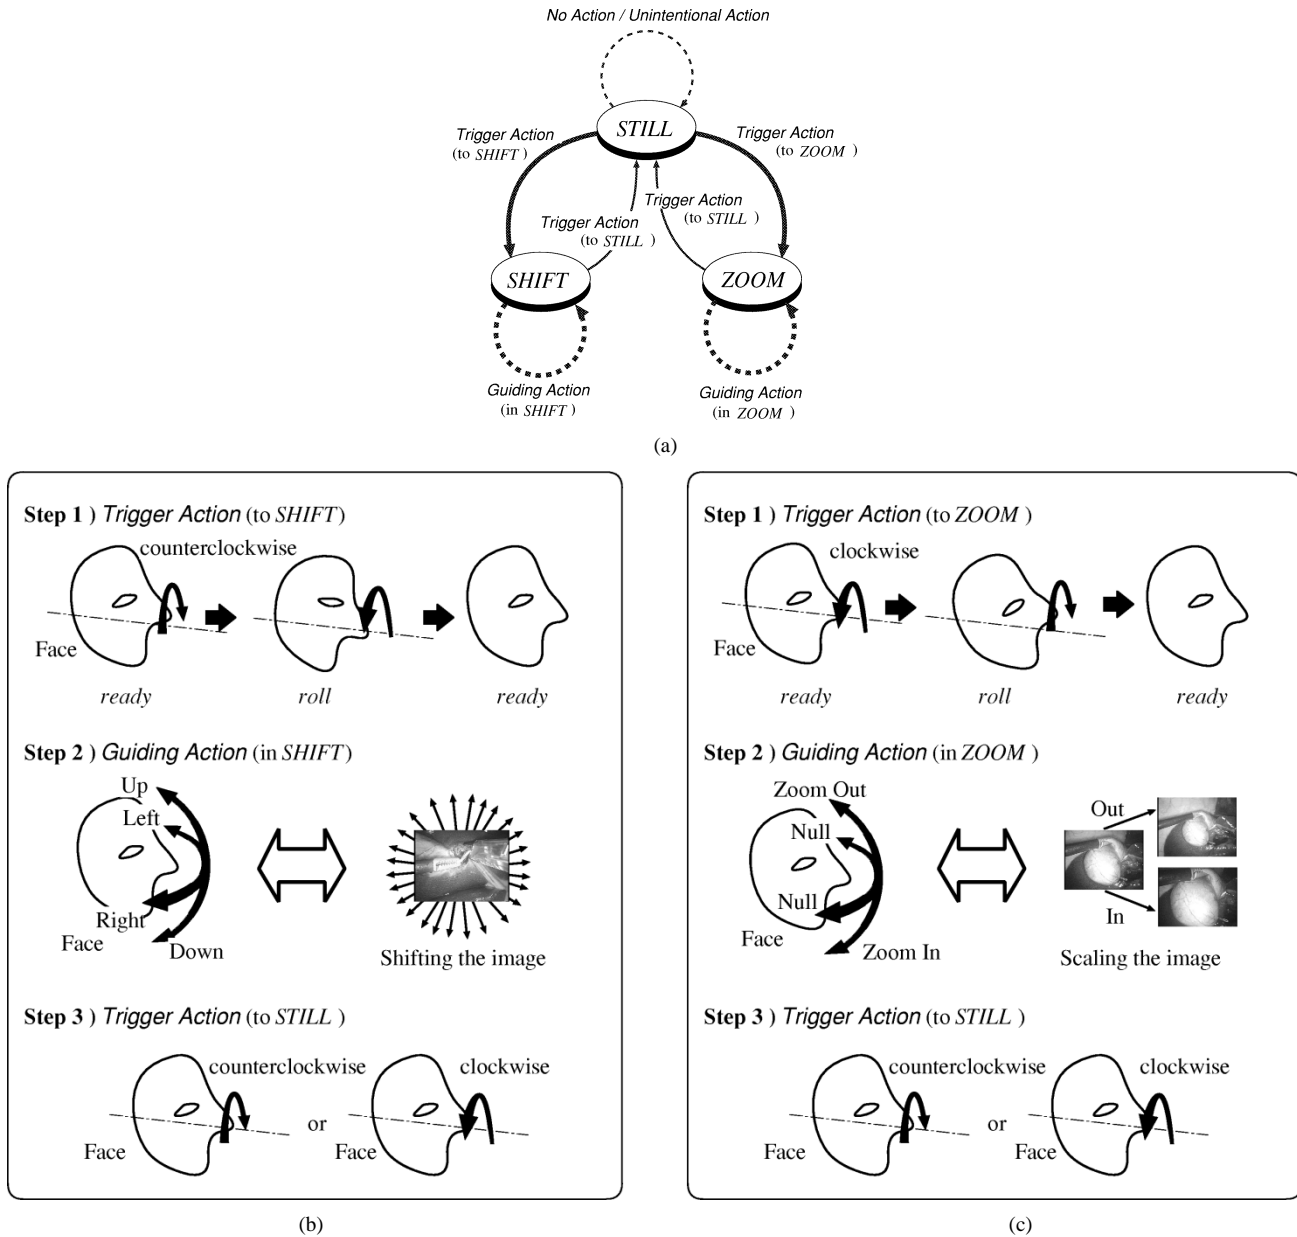 No Action / Unintentional Action
STILL
Trigger Action
(to SHIFT )
Trigger Action
(to ZOOM )
Trigger Action
(to STILL )
Trigger Action
(to STILL )
SHIFT
ZOOM
Guiding Action
(in SHIFT )
Guiding Action
(in ZOOM )
(a)
Step 1 ) Trigger Action (to SHIFT)
counterclockwise
Face
ready
roll
ready
Step 2 ) Guiding Action (in SHIFT)
Up
Left
Right
Face
Down
Shifting the image
Step 3 ) Trigger Action (to STILL )
counterclockwise
clockwise
or
Face
Face
(b)
Step 1 ) Trigger Action (to ZOOM )
clockwise
Face
ready
roll
ready
Step 2 ) Guiding Action (in ZOOM )
Zoom Out
Null
Null
Face
Zoom In
Out
In
Scaling the image
Step 3 ) Trigger Action (to STILL )
counterclockwise
clockwise
or
Face
Face
(c)